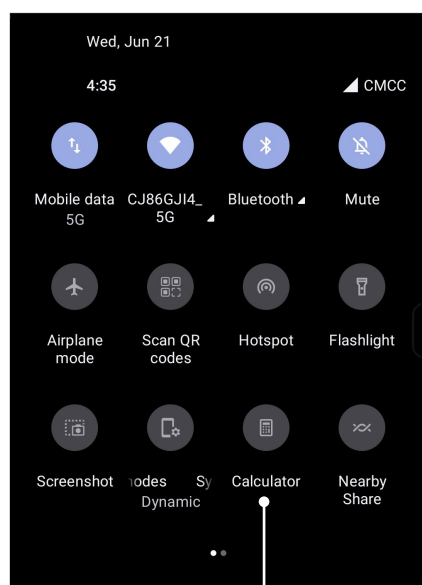 Wed, Jun 21
4:35 CMCC
Mobile data CJ86GJI4_ Bluetooth Mute
5G 5G
Airplane Scan QR Hotspot Flashlight
mode codes
Screenshot odes Sy Calculator Nearby
Dynamic Share